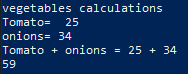 vegetables calculations
Tomato=  25
onions= 34
Tomato + onions = 25 + 34
59